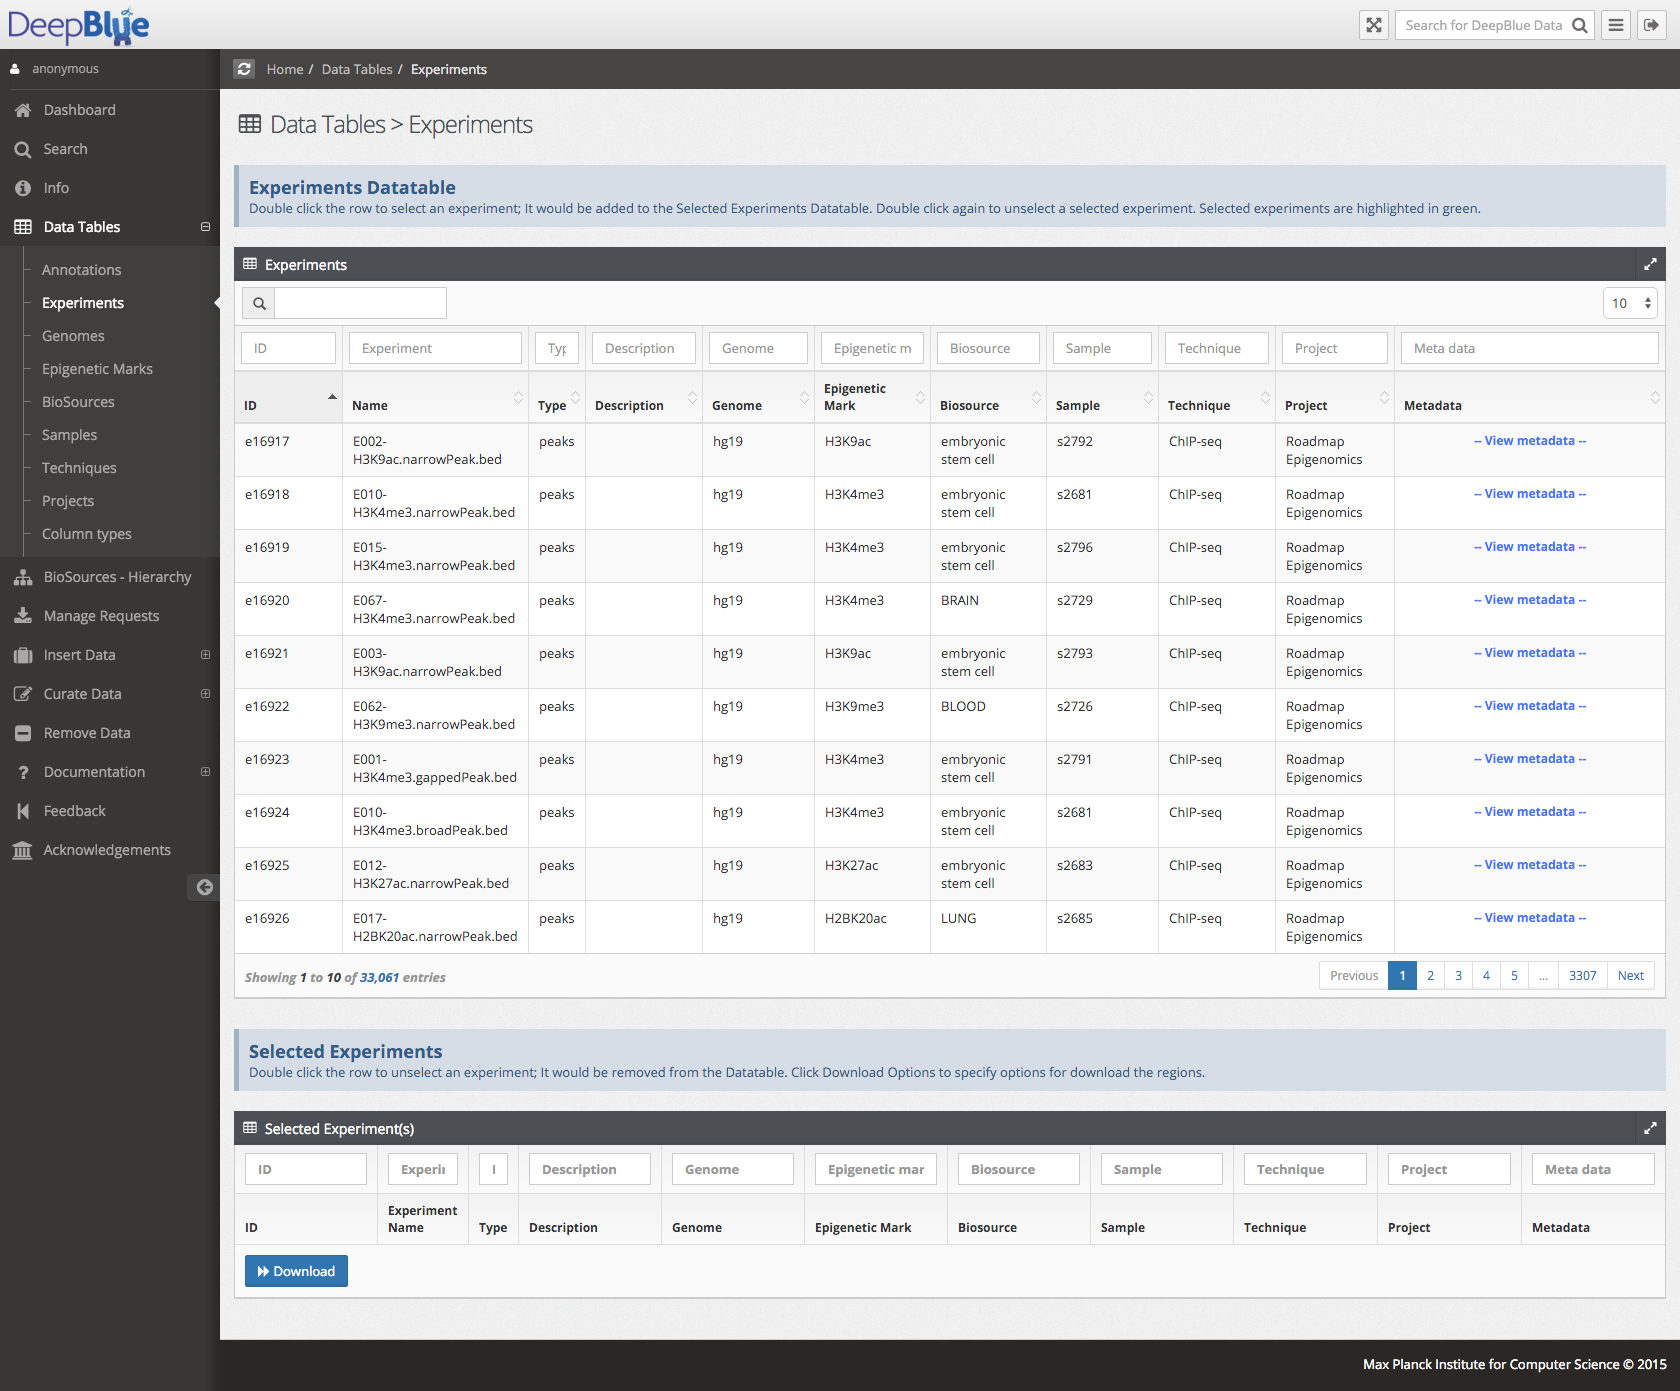 DeepBlue
Search for DeepBlue Data
anonymous
Home / Data Tables / Experiments
Dashboard
Search
Info
Data Tables
Annotations
Experiments
Genomes
Epigenetic Marks
BioSources
Samples
Techniques
Projects
Column types
BioSources - Hierarchy
Manage Requests
Insert Data
Curate Data
Remove Data
Documentation
Feedback
Acknowledgements
Data Tables > Experiments
Experiments Datatable
Double click the row to select an experiment; It would be added to the Selected Experiments Datatable. Double click again to unselect a selected experiment. Selected experiments are highlighted in green.
Experiments
10
ID Experiment Typ Description Genome Epigenetic m Biosource Sample Technique Project Meta data
ID Name Type Description Genome Epigenetic Mark Biosource Sample Technique Project Metadata
e16917 E002-H3K9ac.narrowPeak.bed peaks hg19 H3K9ac embryonic stem cell s2792 ChIP-seq Roadmap Epigenomics -- View metadata --
e16918 E010-H3K4me3.narrowPeak.bed peaks hg19 H3K4me3 embryonic stem cell s2681 ChIP-seq Roadmap Epigenomics -- View metadata --
e16919 E015-H3K4me3.narrowPeak.bed peaks hg19 H3K4me3 embryonic stem cell s2796 ChIP-seq Roadmap Epigenomics -- View metadata --
e16920 E067-H3K4me3.narrowPeak.bed peaks hg19 H3K4me3 BRAIN s2729 ChIP-seq Roadmap Epigenomics -- View metadata --
e16921 E003-H3K9ac.narrowPeak.bed peaks hg19 H3K9ac embryonic stem cell s2793 ChIP-seq Roadmap Epigenomics -- View metadata --
e16922 E062-H3K9me3.narrowPeak.bed peaks hg19 H3K9me3 BLOOD s2726 ChIP-seq Roadmap Epigenomics -- View metadata --
e16923 E001-H3K4me3.gappedPeak.bed peaks hg19 H3K4me3 embryonic stem cell s2791 ChIP-seq Roadmap Epigenomics -- View metadata --
e16924 E010-H3K4me3.broadPeak.bed peaks hg19 H3K4me3 embryonic stem cell s2681 ChIP-seq Roadmap Epigenomics -- View metadata --
e16925 E012-H3K27ac.narrowPeak.bed peaks hg19 H3K27ac embryonic stem cell s2683 ChIP-seq Roadmap Epigenomics -- View metadata --
e16926 E017-H2BK20ac.narrowPeak.bed peaks hg19 H2BK20ac LUNG s2685 ChIP-seq Roadmap Epigenomics -- View metadata --
Showing 1 to 10 of 33,061 entries
Previous 1 2 3 4 5 ... 3307 Next
Selected Experiments
Double click the row to unselect an experiment; It would be removed from the Datatable. Click Download Options to specify options for download the regions.
Selected Experiment(s)
ID Experi Description Genome Epigenetic mar Biosource Sample Technique Project Meta data
ID Experiment Name Type Description Genome Epigenetic Mark Biosource Sample Technique Project Metadata
Download
Max Planck Institute for Computer Science © 2015